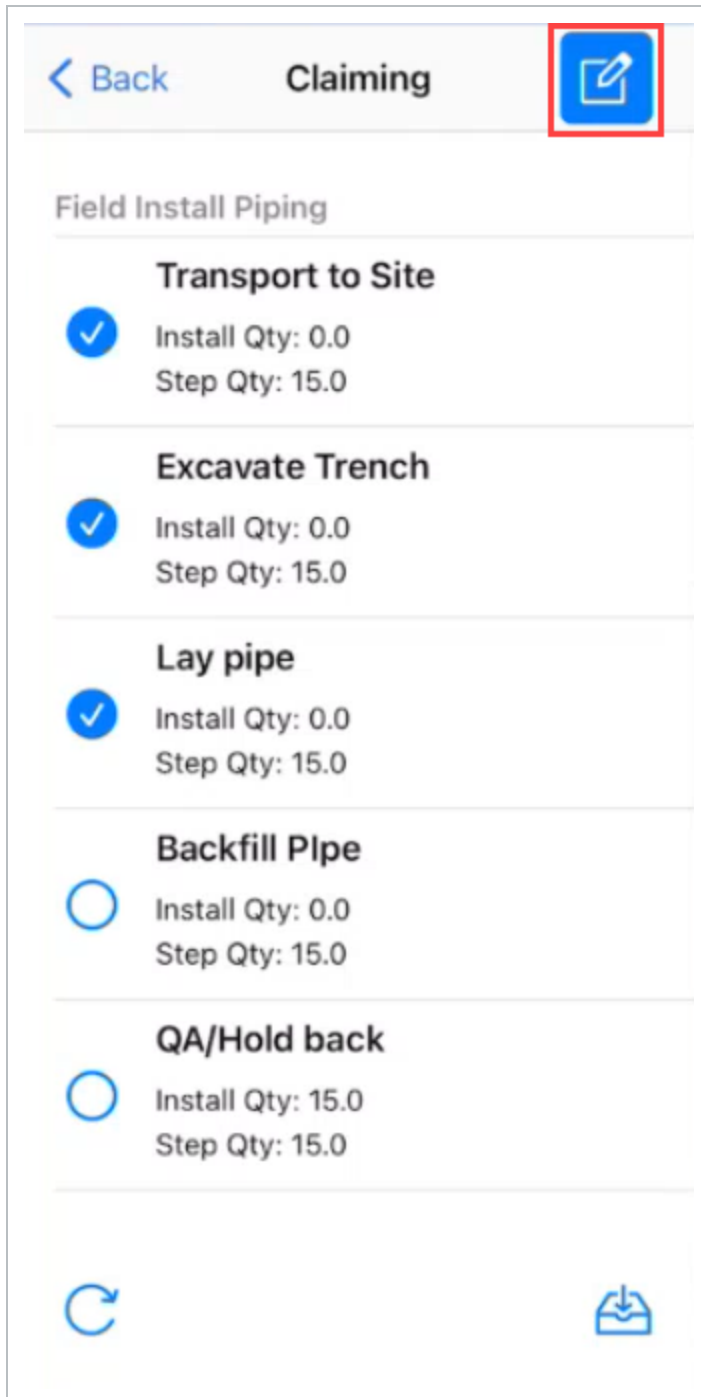 Back
Claiming
Field Install Piping
Transport to Site
Install Qty: 0.0
Step Qty: 15.0
Excavate Trench
Install Qty: 0.0
Step Qty: 15.0
Lay pipe
Install Qty: 0.0
Step Qty: 15.0
Backfill PIpe
Install Qty: 0.0
Step Qty: 15.0
QA/Hold back
Install Qty: 15.0
Step Qty: 15.0